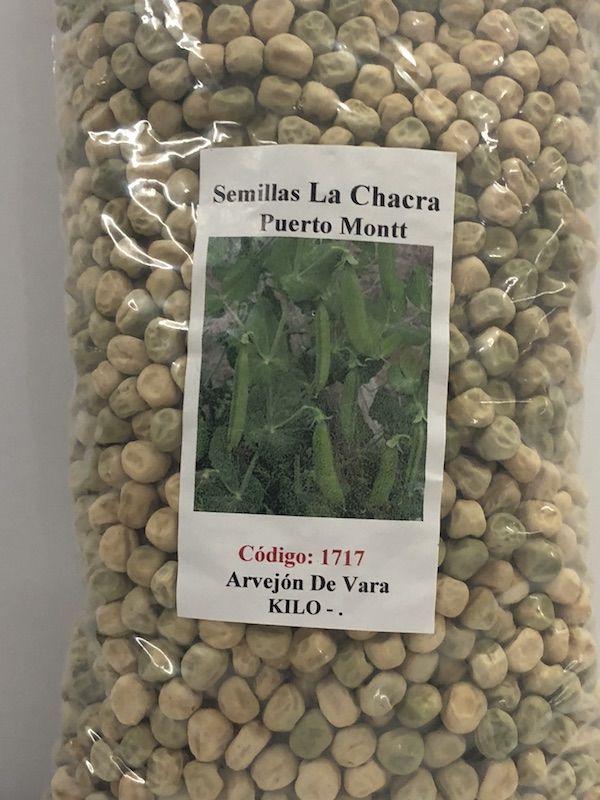 Semillas La Chacra
Puerto Montt
Código: 1717
Arvejón De Vara
KILO - .